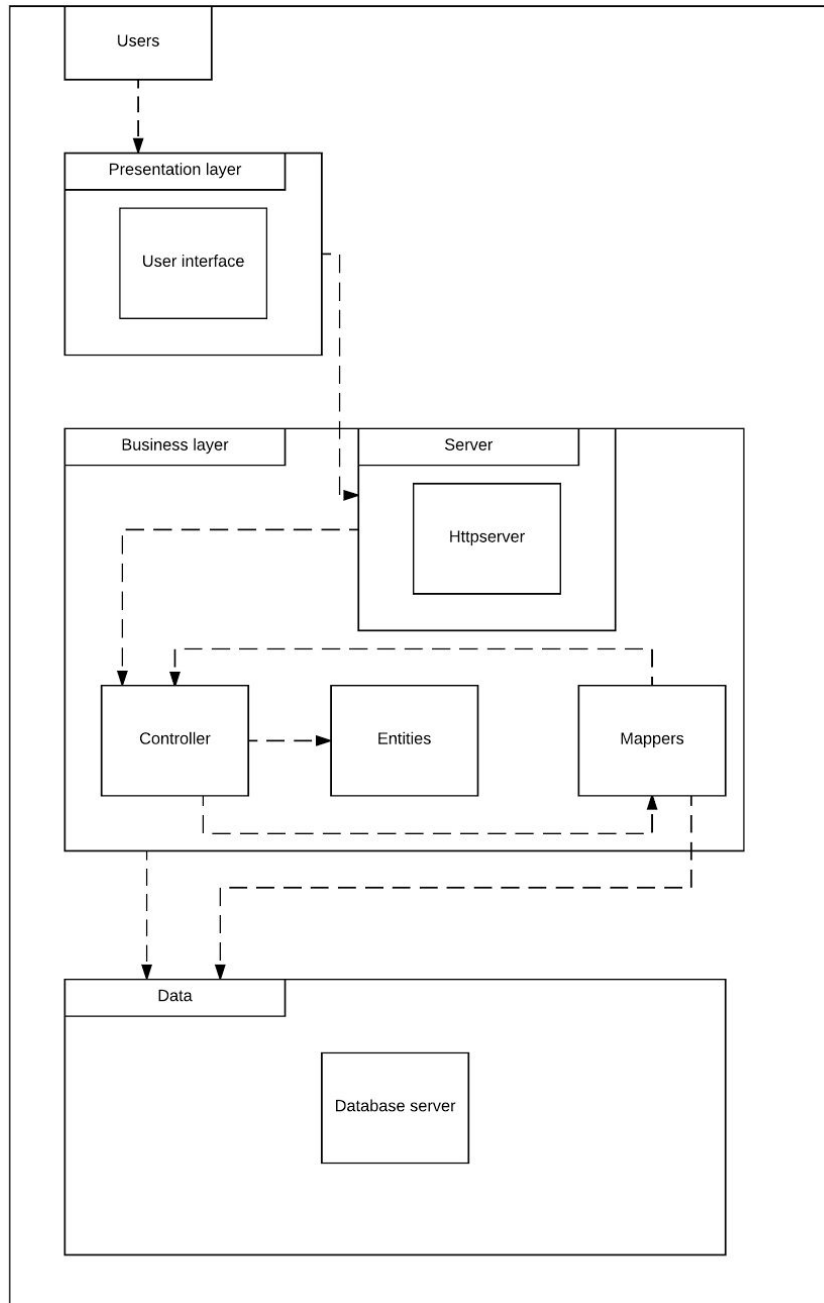 Users
Presentation layer
User interface
Business layer
Server
Httpserver
Controller
Entities
Mappers
Data
Database server